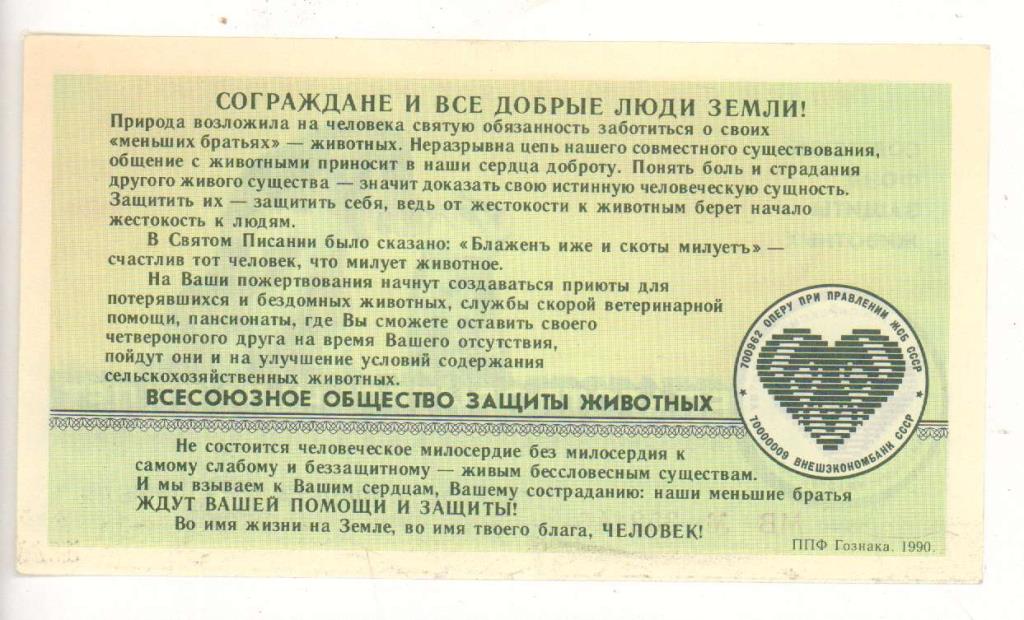 СОГРАЖДАНЕ И ВСЕ ДОБРЫЕ ЛЮДИ ЗЕМЛИ!
Природа возложила на человека святую обязанность заботиться о своих
«меньших братьях» — животных. Неразрывна цепь нашего совместного существования,
общение с животными приносит в наши сердца доброту. Понять боль и страдания
другого живого существа — значит доказать свою истинную человеческую сущность.
Защитить их — защитить себя, ведь от жестокости к животным берет начало
жестокость к людям.
В Святом Писании было сказано: «Блаженъ иже и скоты милуетъ» —
счастлив тот человек, что милует животное.
На Ваши пожертвования начнут создаваться приюты для
потерявшихся и бездомных животных, службы скорой ветеринарной
помощи, пансионаты, где Вы сможете оставить своего
четвероногого друга на время Вашего отсутствия,
пойдут они и на улучшение условий содержания
сельскохозяйственных животных.
ВСЕСОЮЗНОЕ ОБЩЕСТВО ЗАЩИТЫ ЖИВОТНЫХ
700962 ОПЕРУ ПРИ ПРАВЛЕНИИ ЖСБ СССР
70000009 ВНЕШЭКОНОМБАНК СССР
Не состоится человеческое милосердие без милосердия к
самому слабому и беззащитному — живым бессловесным существам.
И мы взываем к Вашим сердцам, Вашему состраданию: наши меньшие братья
ЖДУТ ВАШЕЙ ПОМОЩИ И ЗАЩИТЫ!
Во имя жизни на Земле, во имя твоего блага, ЧЕЛОВЕК!
ППФ Гознака. 1990.